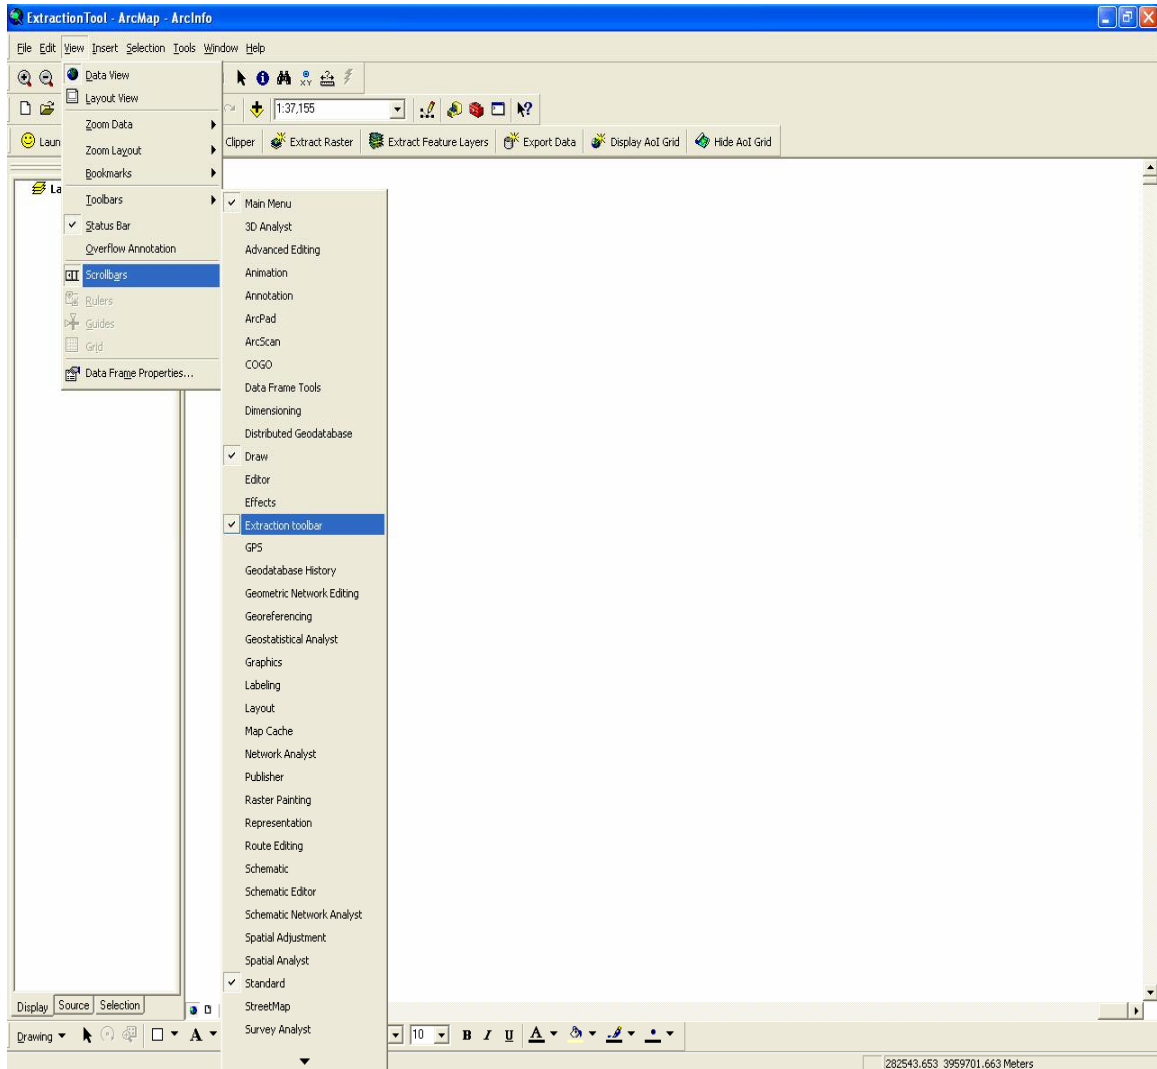 ExtractionTool - ArcMap - ArcInfo
File Edit View Insert Selection Tools Window Help
1:37,155
Laun
Clipper Extract Raster Extract Feature Layers Export Data Display AoI Grid Hide AoI Grid
La
Data View
Layout View
Zoom Data
Zoom Layout
Bookmarks
Toolbars
Status Bar
Overflow Annotation
Scrollbars
Rulers
Guides
Grid
Data Frame Properties...
Main Menu
3D Analyst
Advanced Editing
Animation
Annotation
ArcPad
ArcScan
COGO
Data Frame Tools
Dimensioning
Distributed Geodatabase
Draw
Editor
Effects
Extraction toolbar
GPS
Geodatabase History
Geometric Network Editing
Georeferencing
Geostatistical Analyst
Graphics
Labeling
Layout
Map Cache
Network Analyst
Publisher
Raster Painting
Representation
Route Editing
Schematic
Schematic Editor
Schematic Network Analyst
Spatial Adjustment
Spatial Analyst
Standard
StreetMap
Survey Analyst
Display Source Selection
Drawing A 10 B I U A
282543.653 3959701.663 Meters